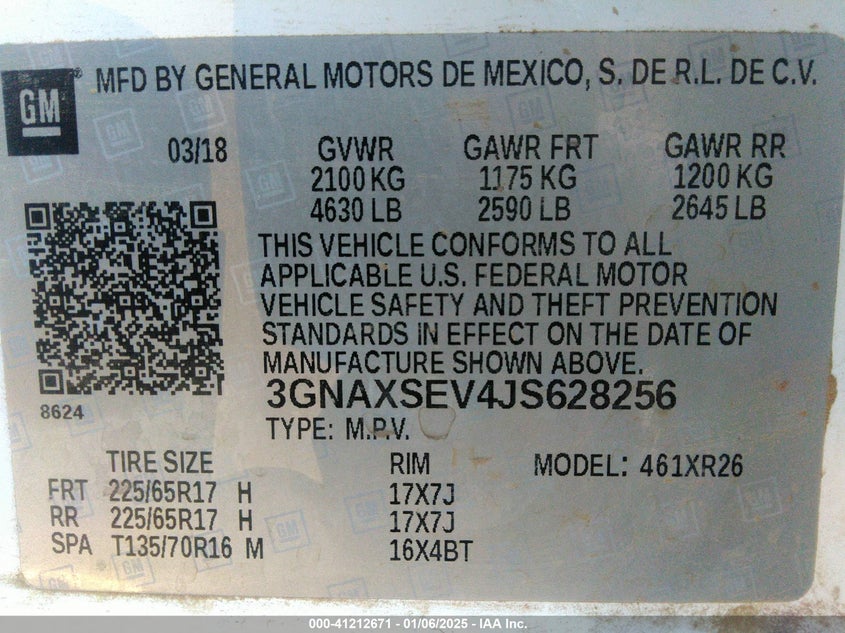 GM
MFD BY GENERAL MOTORS DE MEXICO, S. DE R.L. DE C.V.
03/18 GVWR GAWR FRT GAWR RR
2100 KG 1175 KG 1200 KG
4630 LB 2590 LB 2645 LB
THIS VEHICLE CONFORMS TO ALL
APPLICABLE U.S. FEDERAL MOTOR
VEHICLE SAFETY AND THEFT PREVENTION
STANDARDS IN EFFECT ON THE DATE OF
MANUFACTURE SHOWN ABOVE.
8624
3GNAXSEV4JS628256
TYPE: M.P.V.
TIRE SIZE RIM MODEL: 461XR26
FRT 225/65R17 H 17X7J
RR 225/65R17 H 17X7J
SPA T135/70R16 M 16X4BT
000-41212671 - 01/06/2025 - IAA Inc.